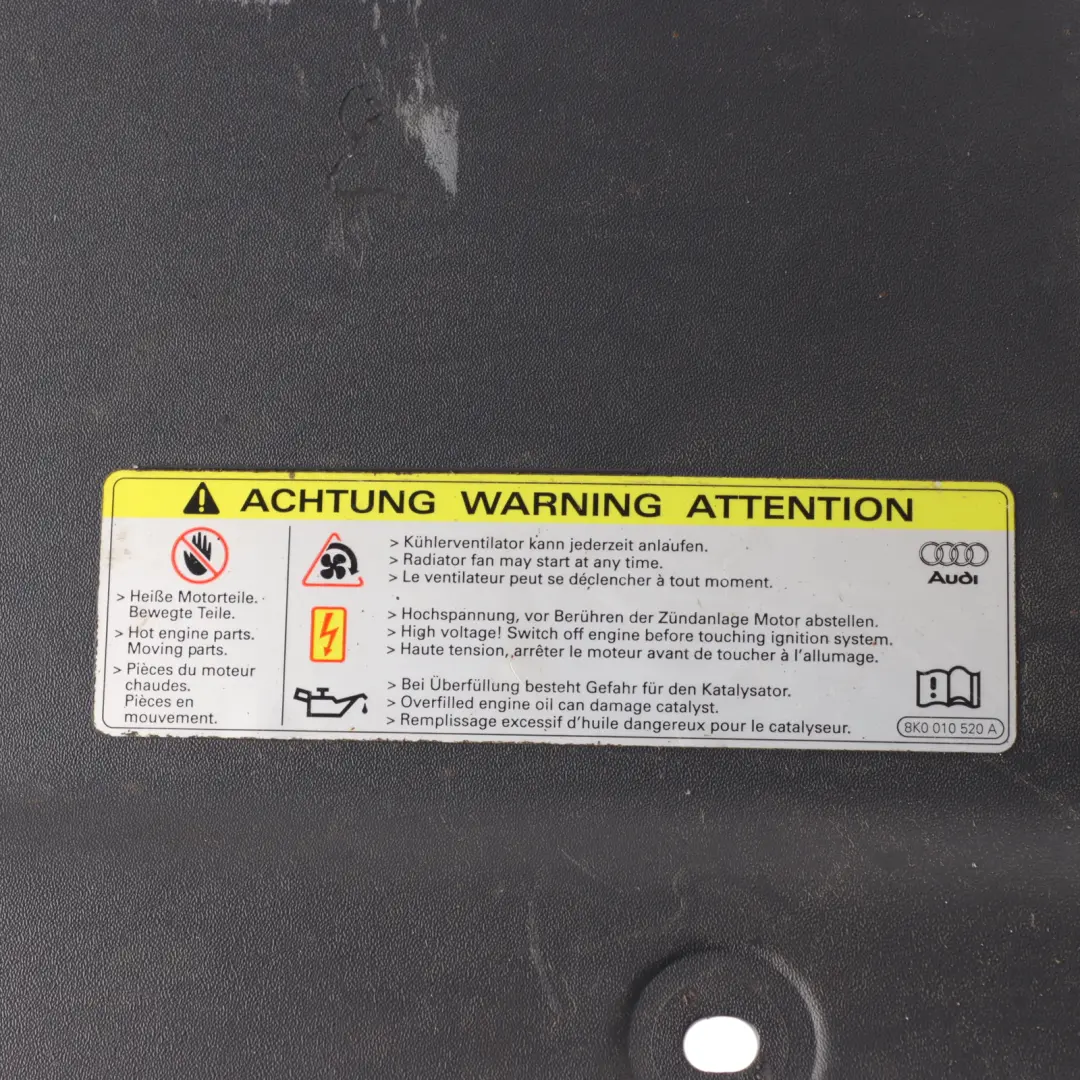 ACHTUNG WARNING ATTENTION
> Heiße Motorteile.
Bewegte Teile.
> Hot engine parts.
Moving parts.
> Pièces du moteur
chaudes.
Pièces en
mouvement.
> Kühlerventilator kann jederzeit anlaufen.
> Radiator fan may start at any time.
> Le ventilateur peut se déclencher à tout moment.
> Hochspannung, vor Berühren der Zündanlage Motor abstellen.
> High voltage! Switch off engine before touching ignition system.
> Haute tension, arrêter le moteur avant de toucher à l'allumage.
> Bei Überfüllung besteht Gefahr für den Katalysator.
> Overfilled engine oil can damage catalyst.
> Remplissage excessif d'huile dangereux pour le catalyseur.
Audi
8K0 010 520 A